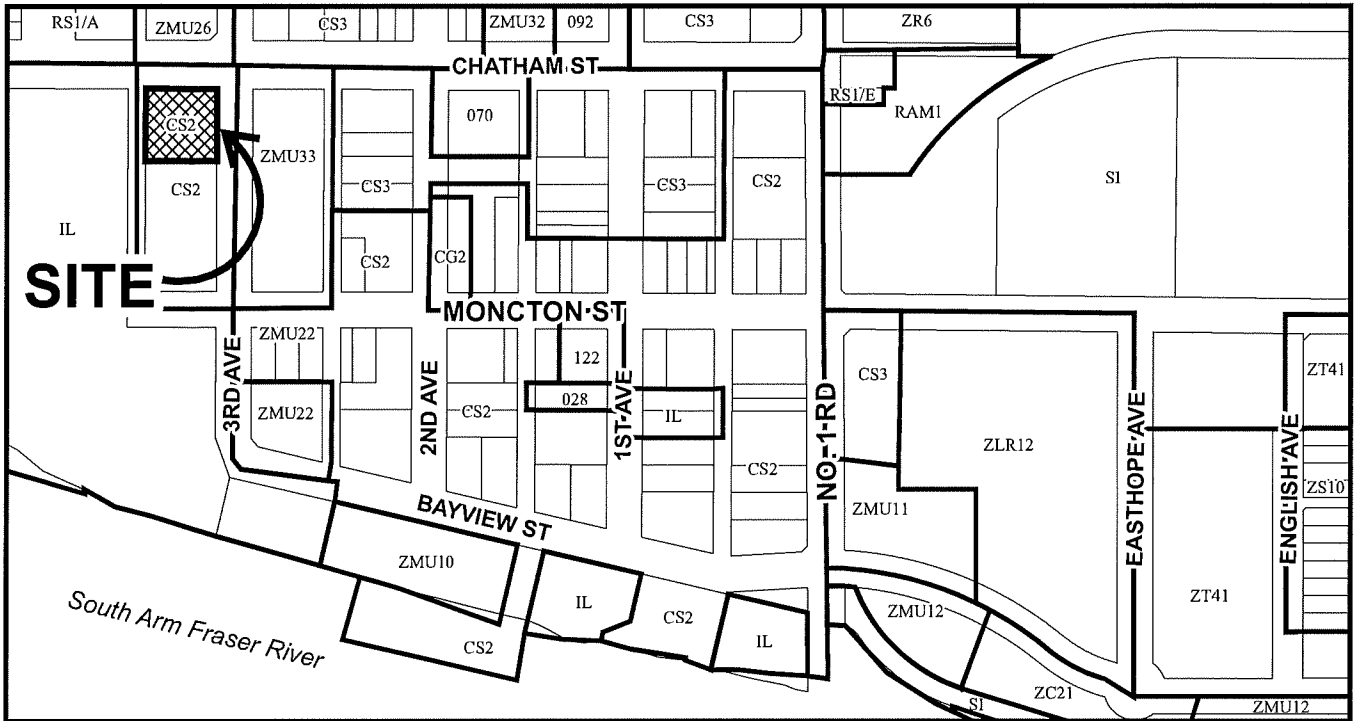 RS1/A
ZMU26
CS3
ZMU32
092
CS3
ZR6
CHATHAM ST
RS1/E
RAM1
CS2
070
ZMU33
CS3
CS3
CS2
CS2
S1
IL
CS2
CG2
SITE
MONCTON ST
3RD AVE
ZMU22
2ND AVE
122
1ST AVE
NO. 1 RD
CS3
ZT41
ZMU22
CS2
028
IL
ZLR12
EASTHOPE AVE
ENGLISH AVE
CS2
ZS10
BAYVIEW ST
ZMU11
ZMU10
IL
CS2
IL
ZMU12
ZT41
South Arm Fraser River
CS2
S1
ZC21
ZMU12